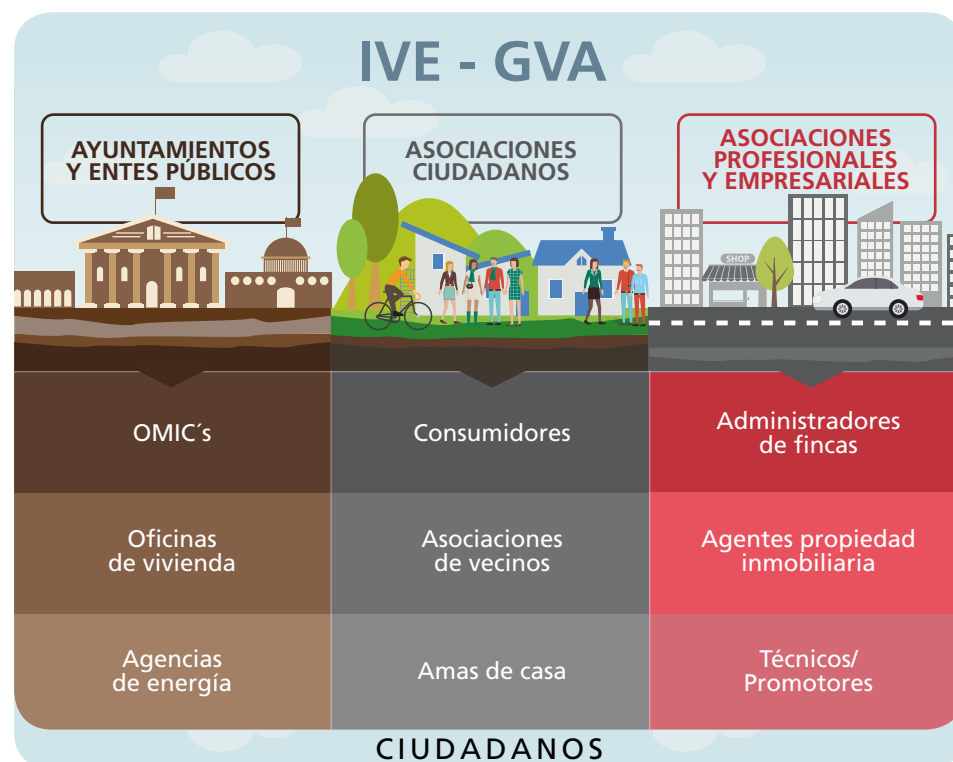 IVE - GVA
AYUNTAMIENTOS
Y ENTES PÚBLICOS
ASOCIACIONES
CIUDADANOS
ASOCIACIONES
PROFESIONALES
Y EMPRESARIALES
SHOP
OMIC´s
Consumidores
Administradores
de fincas
Oficinas
de vivienda
Asociaciones
de vecinos
Agentes propiedad
inmobiliaria
Agencias
de energía
Amas de casa
Técnicos/
Promotores
CIUDADANOS